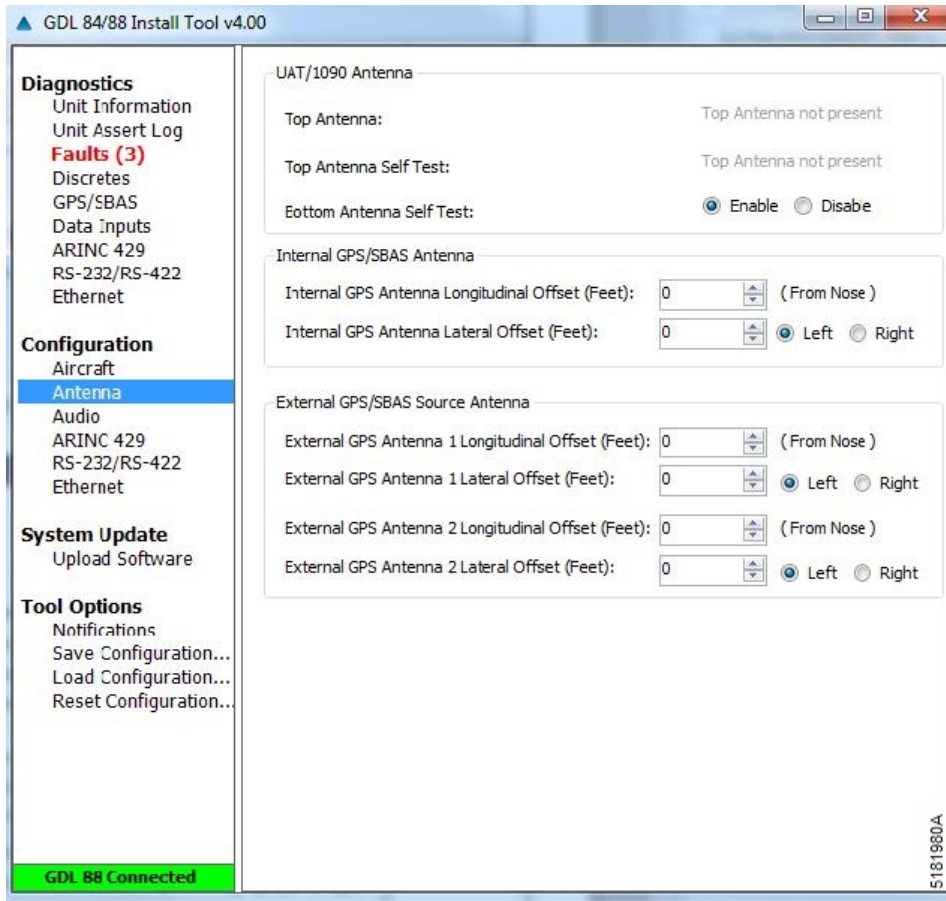 GDL 84/88 Install Tool v4.00
Diagnostics
Unit Information
Unit Assert Log
Faults (3)
Discretes
GPS/SBAS
Data Inputs
ARINC 429
RS-232/RS-422
Ethernet
Configuration
Aircraft
Antenna
Audio
ARINC 429
RS-232/RS-422
Ethernet
System Update
Upload Software
Tool Options
Notifications
Save Configuration...
Load Configuration...
Reset Configuration...
GDL 88 Connected
UAT/1090 Antenna
Top Antenna: Top Antenna not present
Top Antenna Self Test: Top Antenna not present
Eottom Antenna Self Test: Enable Disabe
Internal GPS/SBAS Antenna
Internal GPS Antenna Longitudinal Offset (Feet): 0 ( From Nose )
Internal GPS Antenna Lateral Offset (Feet): 0 Left Right
External GPS/SBAS Source Antenna
External GPS Antenna 1 Longitudinal Offset (Feet): 0 ( From Nose )
External GPS Antenna 1 Lateral Offset (Feet): 0 Left Right
External GPS Antenna 2 Longitudinal Offset (Feet): 0 ( From Nose )
External GPS Antenna 2 Lateral Offset (Feet): 0 Left Right
5181980A